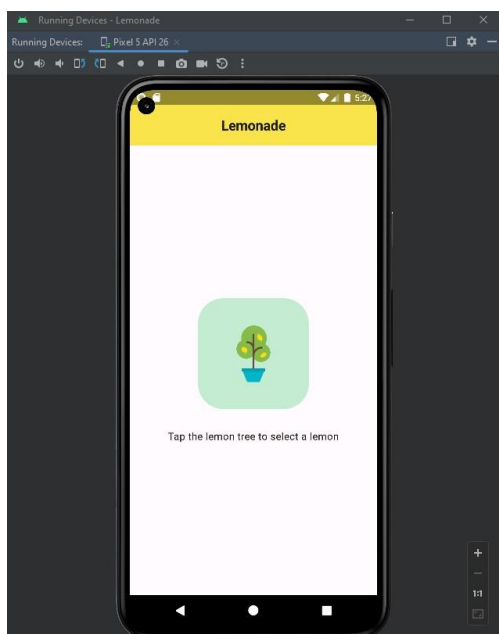 Running Devices - Lemonade
Running Devices: Pixel 5 API 26
5:27
Lemonade
Tap the lemon tree to select a lemon
1:1